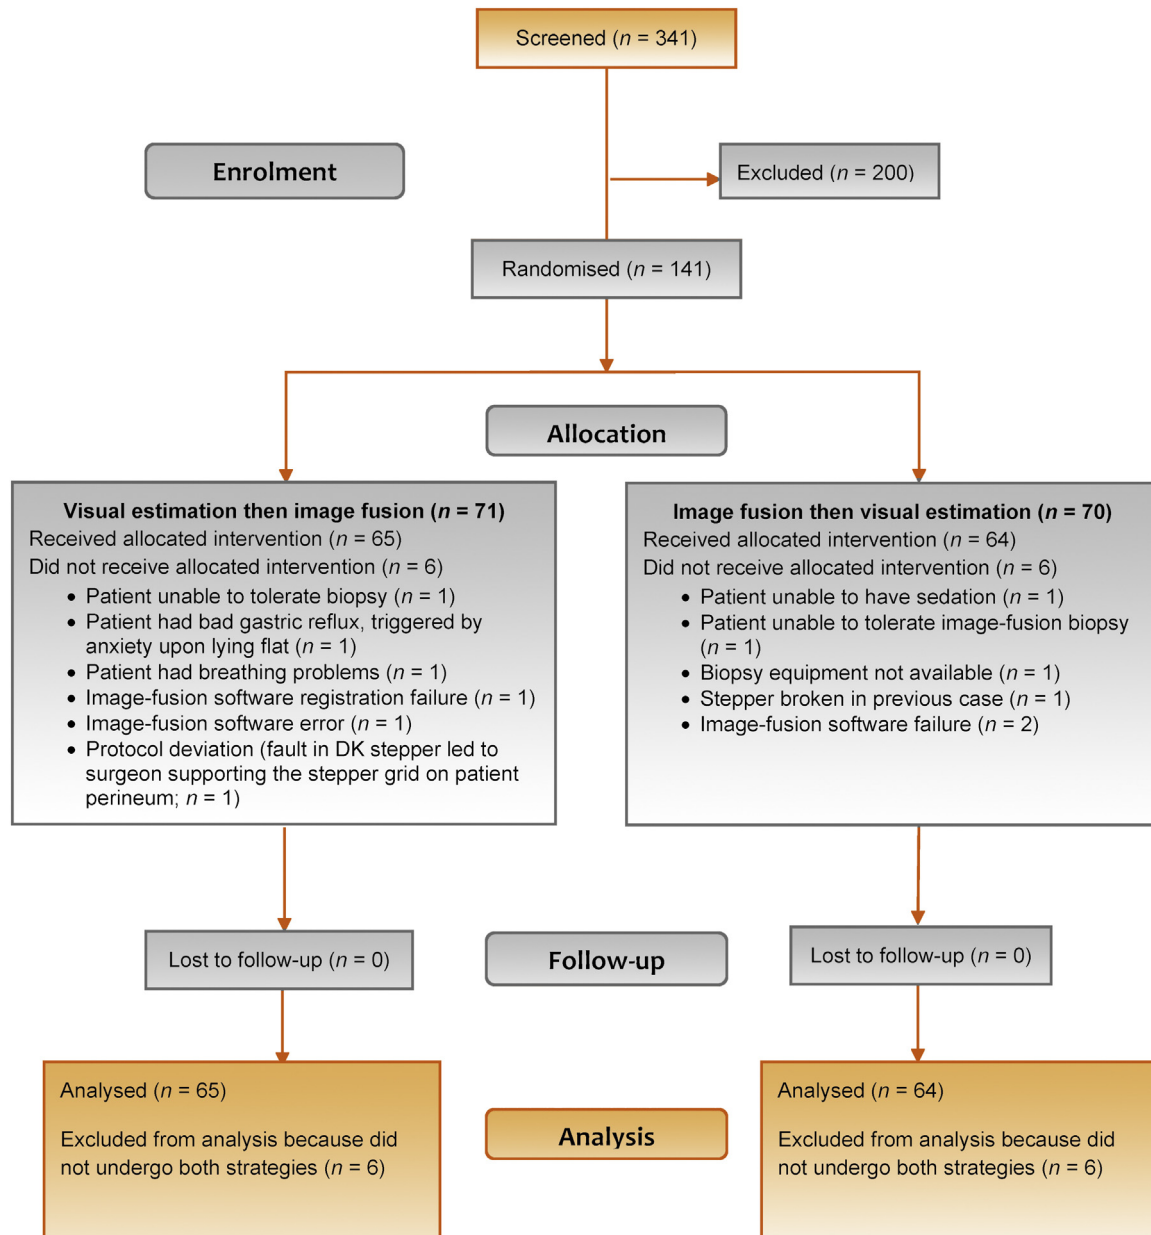 Screened (n = 341)
Enrolment
Excluded (n = 200)
Randomised (n = 141)
Allocation
Visual estimation then image fusion (n = 71)
Received allocated intervention (n = 65)
Did not receive allocated intervention (n = 6)
• Patient unable to tolerate biopsy (n = 1)
• Patient had bad gastric reflux, triggered by
anxiety upon lying flat (n = 1)
• Patient had breathing problems (n = 1)
• Image-fusion software registration failure (n = 1)
• Image-fusion software error (n = 1)
• Protocol deviation (fault in DK stepper led to
surgeon supporting the stepper grid on patient
perineum; n = 1)
Image fusion then visual estimation (n = 70)
Received allocated intervention (n = 64)
Did not receive allocated intervention (n = 6)
• Patient unable to have sedation (n = 1)
• Patient unable to tolerate image-fusion biopsy
(n = 1)
• Biopsy equipment not available (n = 1)
• Stepper broken in previous case (n = 1)
• Image-fusion software failure (n = 2)
Lost to follow-up (n = 0)
Follow-up
Lost to follow-up (n = 0)
Analysed (n = 65)
Excluded from analysis because did
not undergo both strategies (n = 6)
Analysis
Analysed (n = 64)
Excluded from analysis because did
not undergo both strategies (n = 6)